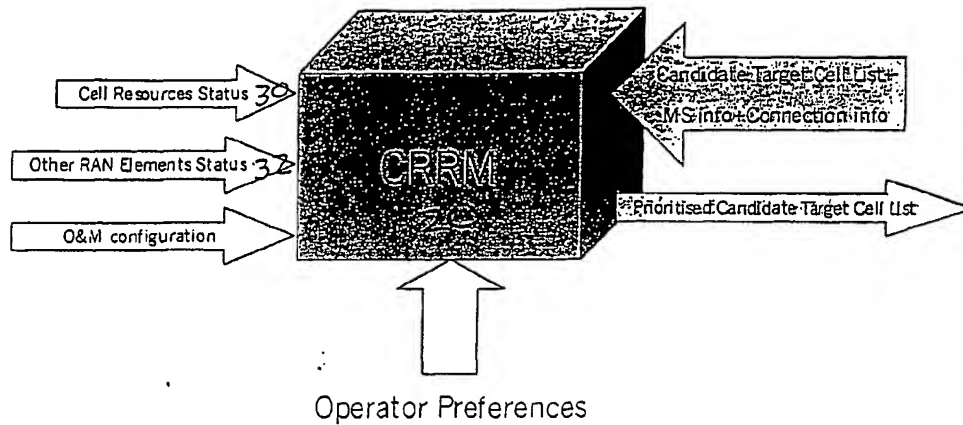 Cell Resources Status 30
Candidate Target Cell List+
MS info+Connection info
Other RAN Elements Status 32
CRRM
Prioritised Candidate Target Cell List
O&M configuration
Operator Preferences